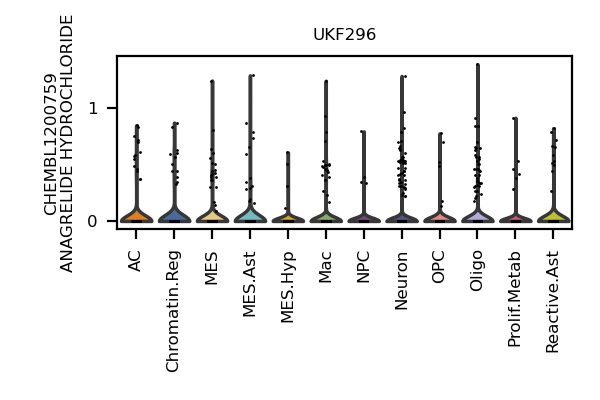 UKF296
CHEMBL1200759
ANAGRELIDE HYDROCHLORIDE
1
0
AC
Chromatin.Reg
MES
MES.Ast
MES.Hyp
Mac
NPC
Neuron
OPC
Oligo
Prolif.Metab
Reactive.Ast